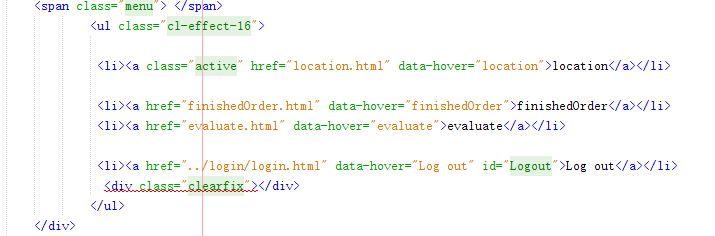 <span class="menu"> </span>
<ul class="cl-effect-16">
<li><a class="active" href="location.html" data-hover="location">location</a></li>
<li><a href="finishedOrder.html" data-hover="finishedOrder">finishedOrder</a></li>
<li><a href="evaluate.html" data-hover="evaluate">evaluate</a></li>
<li><a href="../login/login.html" data-hover="Log out" id="Logout">Log out</a></li>
<div class="clearfix"></div>
</ul>
</div>